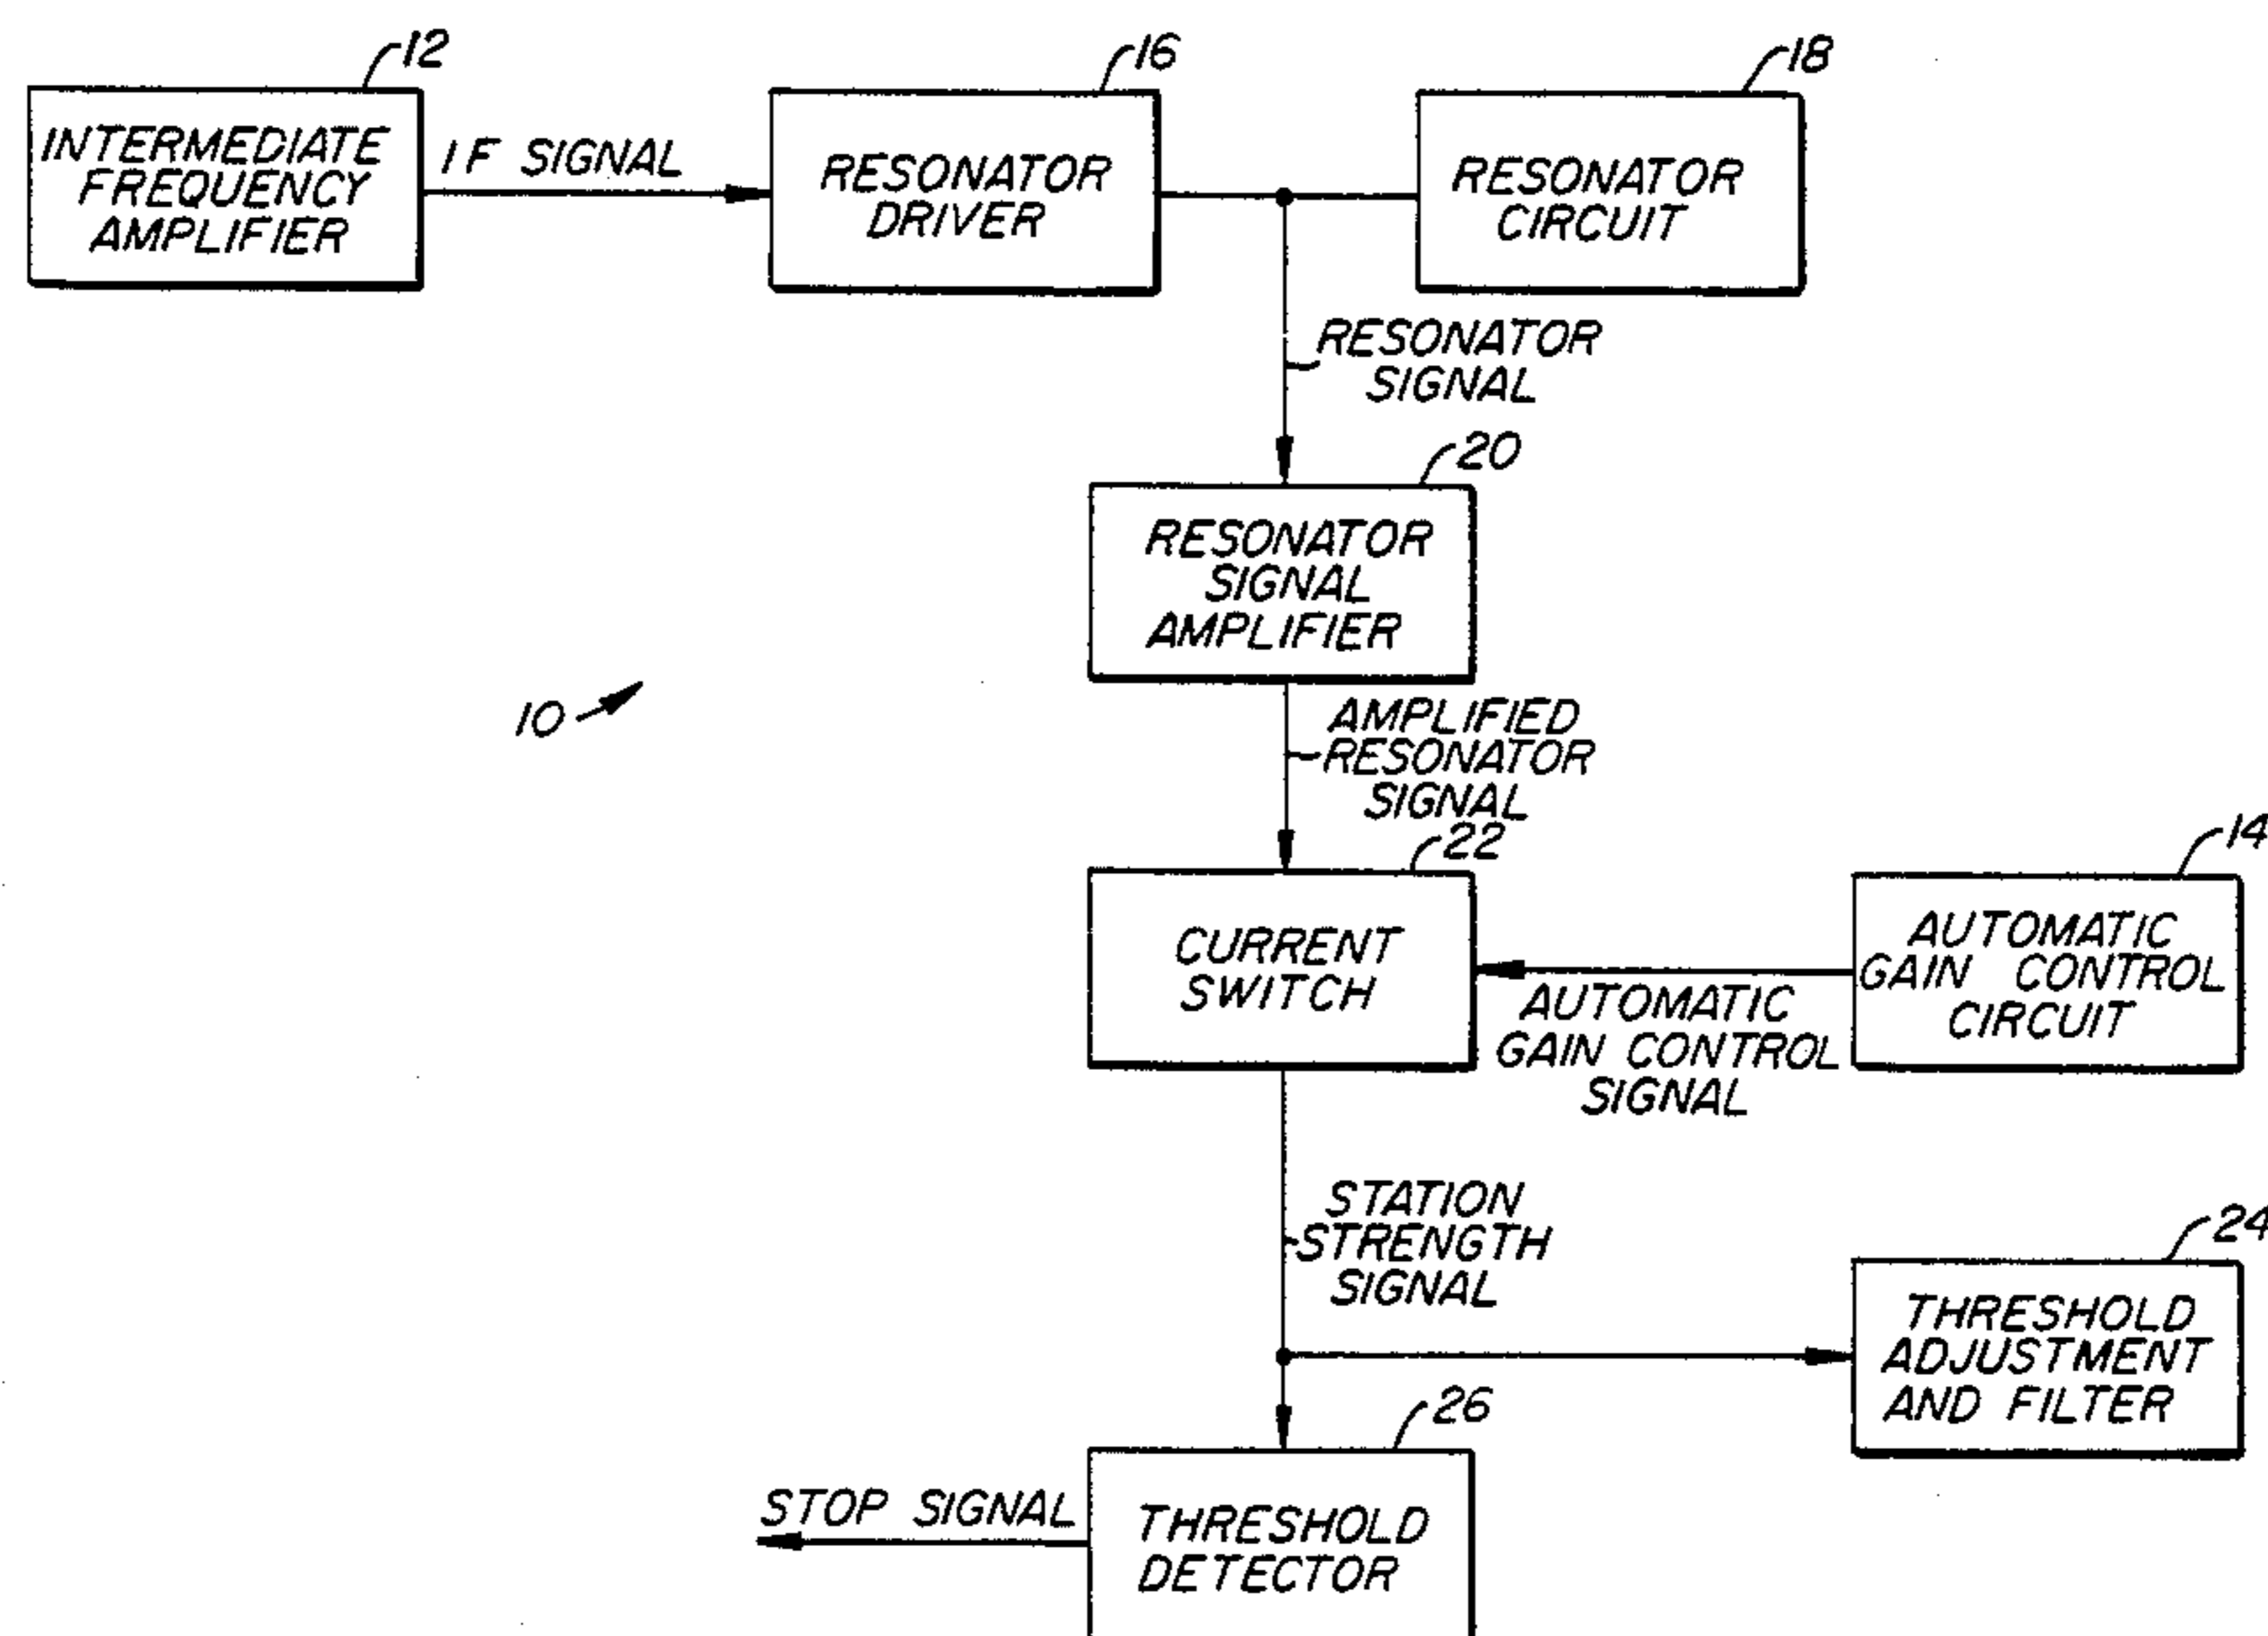 12
INTERMEDIATE
FREQUENCY
AMPLIFIER
IF SIGNAL
16
RESONATOR
DRIVER
18
RESONATOR
CIRCUIT
RESONATOR
SIGNAL
20
RESONATOR
SIGNAL
AMPLIFIER
10
AMPLIFIED
RESONATOR
SIGNAL
22
CURRENT
SWITCH
14
AUTOMATIC
GAIN CONTROL
CIRCUIT
AUTOMATIC
GAIN CONTROL
SIGNAL
STATION
STRENGTH
SIGNAL
24
THRESHOLD
ADJUSTMENT
AND FILTER
26
THRESHOLD
DETECTOR
STOP SIGNAL